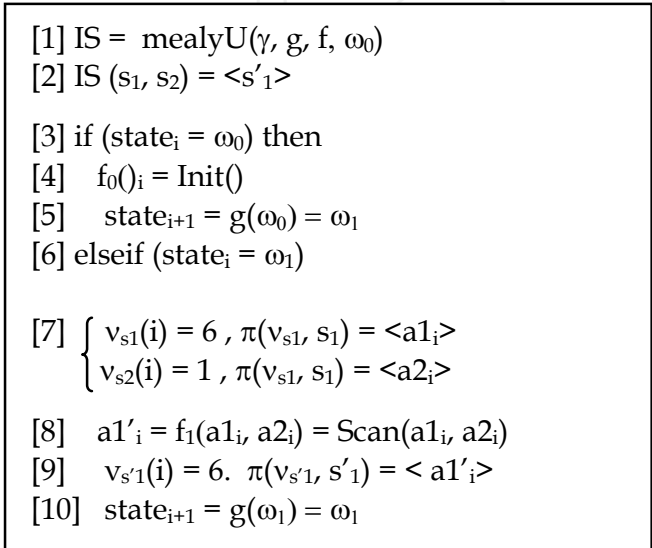 [1] IS = mealyU(γ, g, f, ω₀)
[2] IS (s₁, s₂) = <s'₁>
[3] if (stateᵢ = ω₀) then
[4] f₀()ᵢ = Init()
[5] stateᵢ₊₁ = g(ω₀) = ω₁
[6] elseif (stateᵢ = ω₁)
[7] { νₛ₁(i) = 6 , π(νₛ₁, s₁) = <a1ᵢ>
νₛ₂(i) = 1 , π(νₛ₁, s₁) = <a2ᵢ>
[8] a1'ᵢ = f₁(a1ᵢ, a2ᵢ) = Scan(a1ᵢ, a2ᵢ)
[9] νₛ'₁(i) = 6. π(νₛ'₁, s'₁) = < a1'ᵢ>
[10] stateᵢ₊₁ = g(ω₁) = ω₁